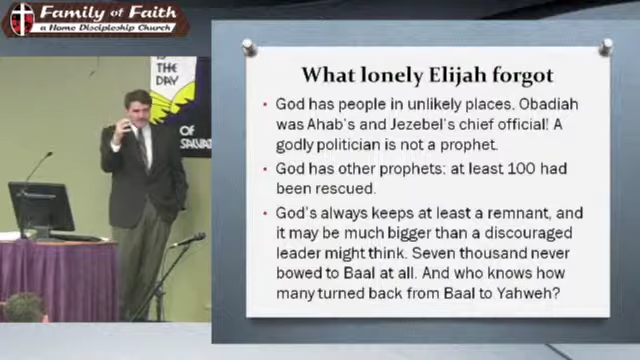 Family of Faith
a Home Discipleship Church
IS
THE
DAY
OF
SALVAT
What lonely Elijah forgot
• God has people in unlikely places. Obadiah
was Ahab's and Jezebel's chief official! A
godly politician is not a prophet.
• God has other prophets: at least 100 had
been rescued.
• God's always keeps at least a remnant, and
it may be much bigger than a discouraged
leader might think. Seven thousand never
bowed to Baal at all. And who knows how
many turned back from Baal to Yahweh?